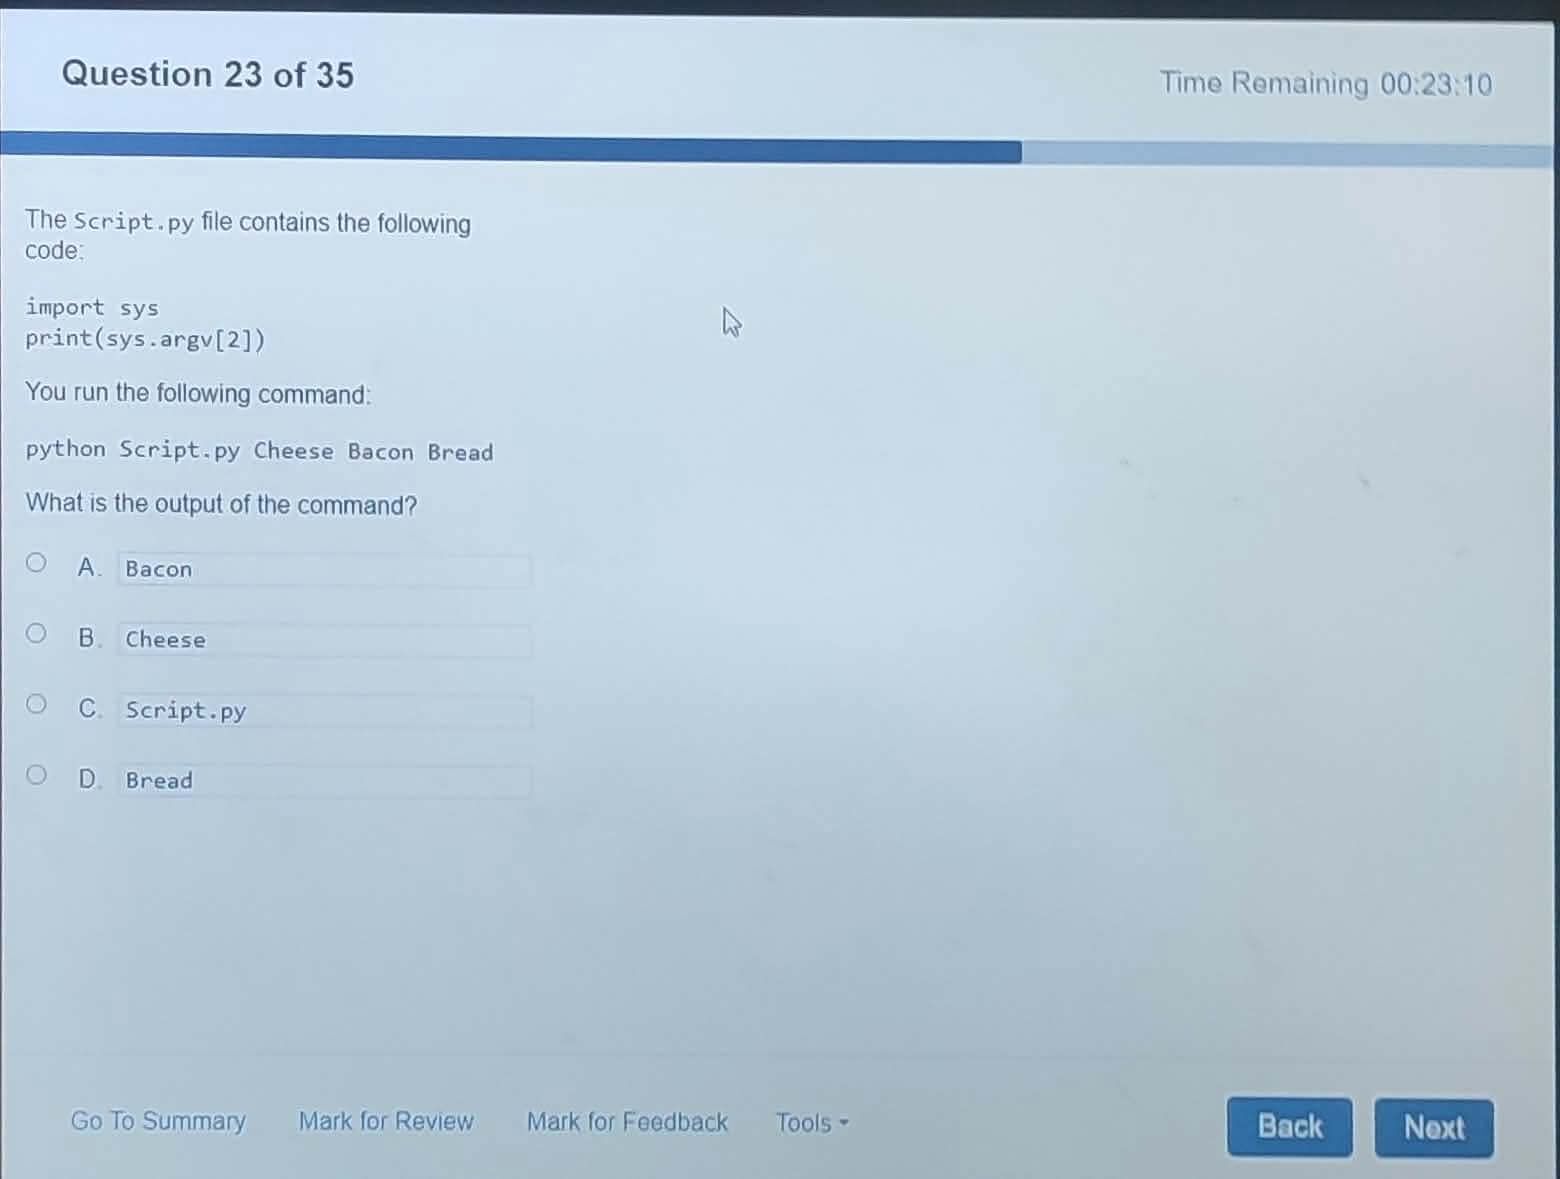 Question 23 of 35
Time Remaining 00:23:10
The Script.py file contains the following
code:
import sys
print(sys.argv[2])
You run the following command:
python Script.py Cheese Bacon Bread
What is the output of the command?
A. Bacon
B. Cheese
C. Script.py
D. Bread
Go To Summary Mark for Review Mark for Feedback Tools Back Next